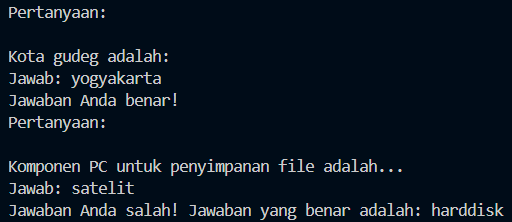 Pertanyaan:
Kota gudeg adalah:
Jawab: yogyakarta
Jawaban Anda benar!
Pertanyaan:
Komponen PC untuk penyimpanan file adalah...
Jawab: satelit
Jawaban Anda salah! Jawaban yang benar adalah: harddisk